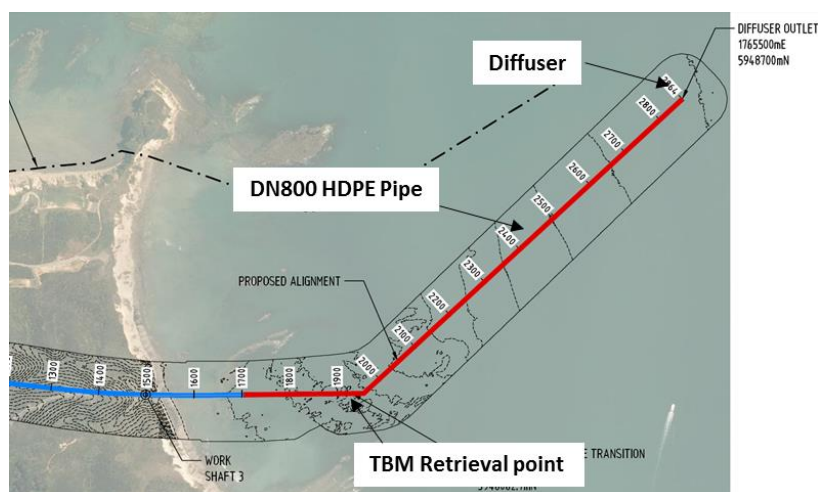 DIFFUSER OUTLET
1765500mE
5948700mN
Diffuser
2864
2800
2700
2600
DN800 HDPE Pipe
2500
2400
2300
PROPOSED ALIGNMENT
2200
2100
2000
1300
1400
1500
1600
1700
1800
1900
WORK
SHAFT 3
TBM Retrieval point
E TRANSITION